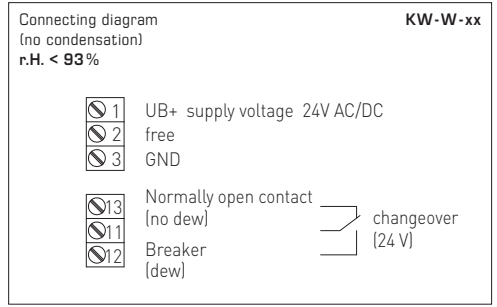 Connecting diagram KW-W-xx
(no condensation)
r.H. < 93%
1 UB+ supply voltage 24V AC/DC
2 free
3 GND
13 Normally open contact
(no dew)
11
changeover
(24 V)
12 Breaker
(dew)